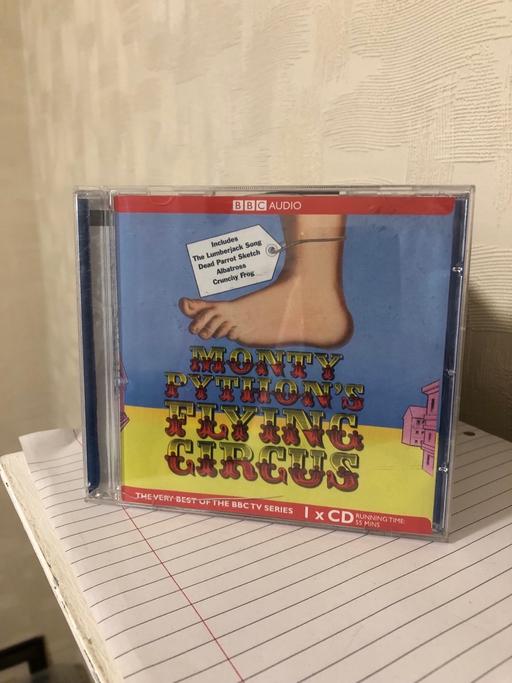 BBC AUDIO
Includes
The Lumberjack Song
Dead Parrot Sketch
Albatross
Crunchy Frog
MONTY
PYTHON'S
FLYING
CIRCUS
THE VERY BEST OF THE BBC TV SERIES
1 x CD
RUNNING TIME:
55 MINS